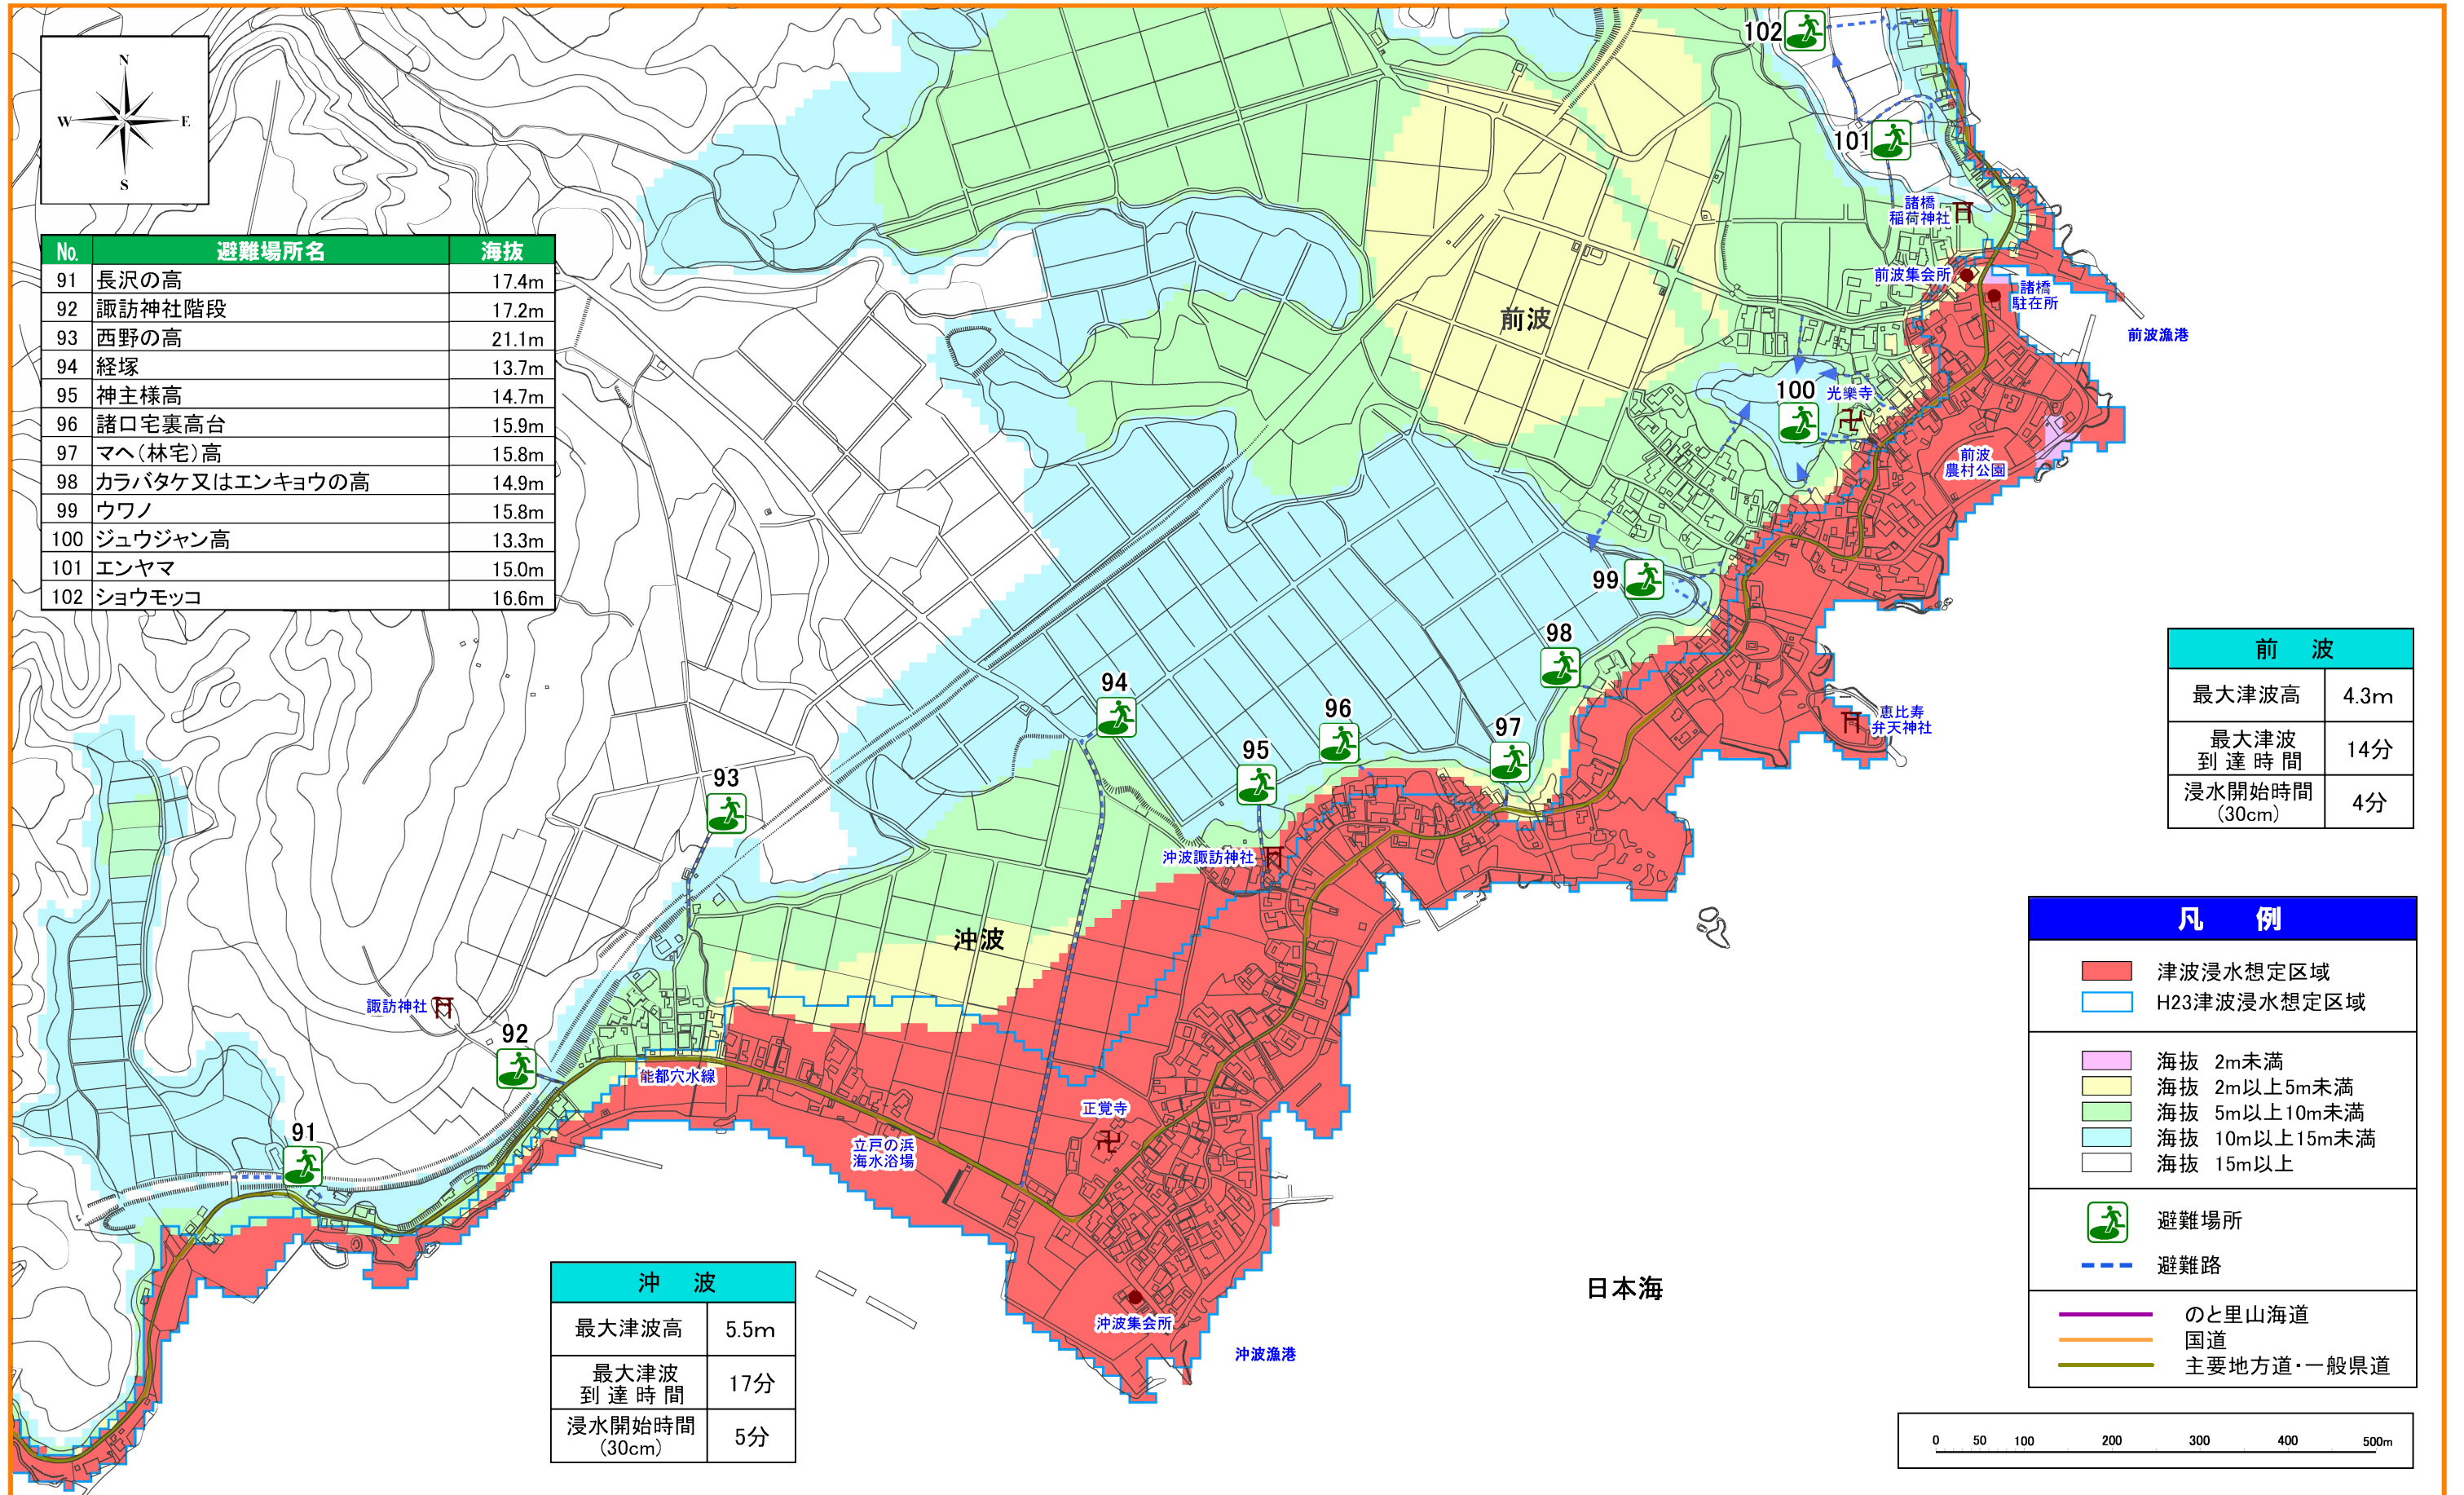 N
W E
S
No. 避難場所名 海抜
91 長沢の高 17.4m
92 諏訪神社階段 17.2m
93 西野の高 21.1m
94 経塚 13.7m
95 神主様高 14.7m
96 諸口宅裏高台 15.9m
97 マヘ(林宅)高 15.8m
98 カラバタケ又はエンキョウの高 14.9m
99 ウワノ 15.8m
100 ジュウジャン高 13.3m
101 エンヤマ 15.0m
102 ショウモッコ 16.6m
102
101
諸橋
稲荷神社
前波集会所
諸橋
駐在所
前波漁港
前波
100
光樂寺
前波
農村公園
99
98
恵比寿
弁天神社
94
96
97
95
93
沖波諏訪神社
沖波
諏訪神社
92
能都穴水線
正覚寺
91
立戸の浜
海水浴場
日本海
沖波集会所
沖波漁港
前 波
最大津波高 4.3m
最大津波
到達時間 14分
浸水開始時間
(30cm) 4分
沖 波
最大津波高 5.5m
最大津波
到達時間 17分
浸水開始時間
(30cm) 5分
凡 例
津波浸水想定区域
H23津波浸水想定区域
海抜 2m未満
海抜 2m以上5m未満
海抜 5m以上10m未満
海抜 10m以上15m未満
海抜 15m以上
避難場所
避難路
のと里山海道
国道
主要地方道・一般県道
0 50 100 200 300 400 500m